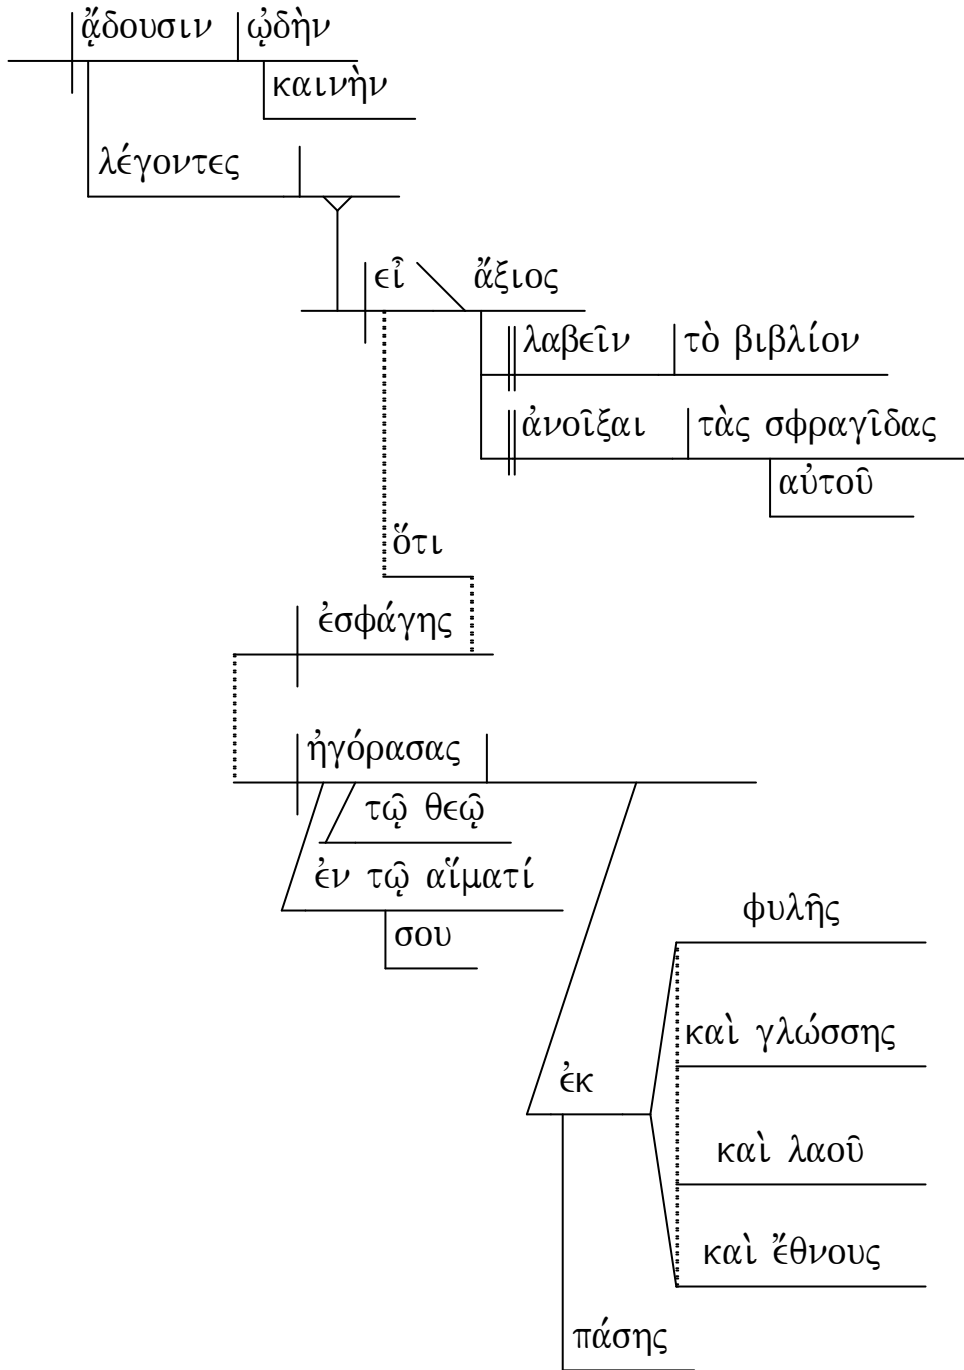 ᾄδουσιν ᾠδὴν
καινὴν
λέγοντες
εἶ ἄξιος
λαβεῖν τὸ βιβλίον
ἀνοῖξαι τὰς σφραγῖδας
αὐτοῦ
ὅτι
ἐσφάγης
ἠγόρασας
τῷ θεῷ
ἐν τῷ αἵματί
σου
φυλῆς
καὶ γλώσσης
ἐκ
καὶ λαοῦ
καὶ ἔθνους
πάσης